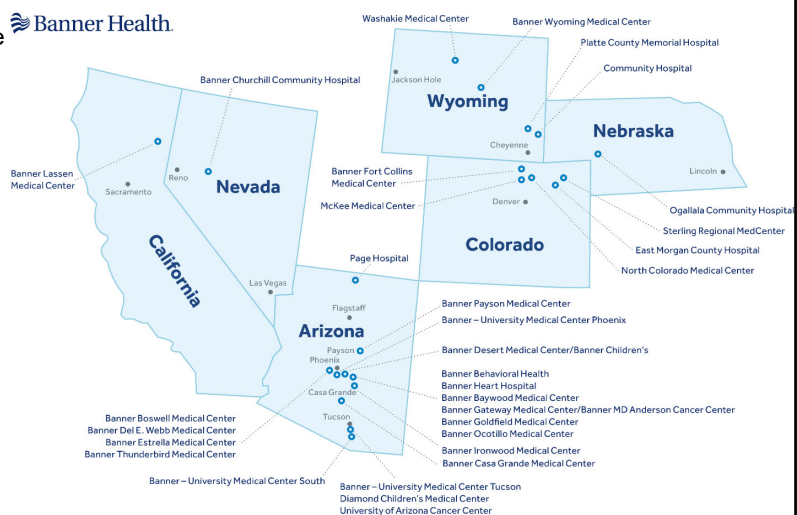 e
Banner Health.
Washakie Medical Center
Banner Wyoming Medical Center
Platte County Memorial Hospital
Community Hospital
Jackson Hole
Wyoming
Cheyenne
Nebraska
Lincoln
Banner Churchill Community Hospital
Banner Lassen
Medical Center
Reno
Sacramento
Nevada
California
Las Vegas
Banner Fort Collins
Medical Center
McKee Medical Center
Denver
Colorado
Ogallala Community Hospital
Sterling Regional MedCenter
East Morgan County Hospital
North Colorado Medical Center
Page Hospital
Flagstaff
Arizona
Payson
Phoenix
Casa Grande
Tucson
Banner Payson Medical Center
Banner – University Medical Center Phoenix
Banner Desert Medical Center/Banner Children's
Banner Behavioral Health
Banner Heart Hospital
Banner Baywood Medical Center
Banner Gateway Medical Center/Banner MD Anderson Cancer Center
Banner Goldfield Medical Center
Banner Ocotillo Medical Center
Banner Ironwood Medical Center
Banner Casa Grande Medical Center
Banner Boswell Medical Center
Banner Del E. Webb Medical Center
Banner Estrella Medical Center
Banner Thunderbird Medical Center
Banner – University Medical Center South
Banner – University Medical Center Tucson
Diamond Children's Medical Center
University of Arizona Cancer Center